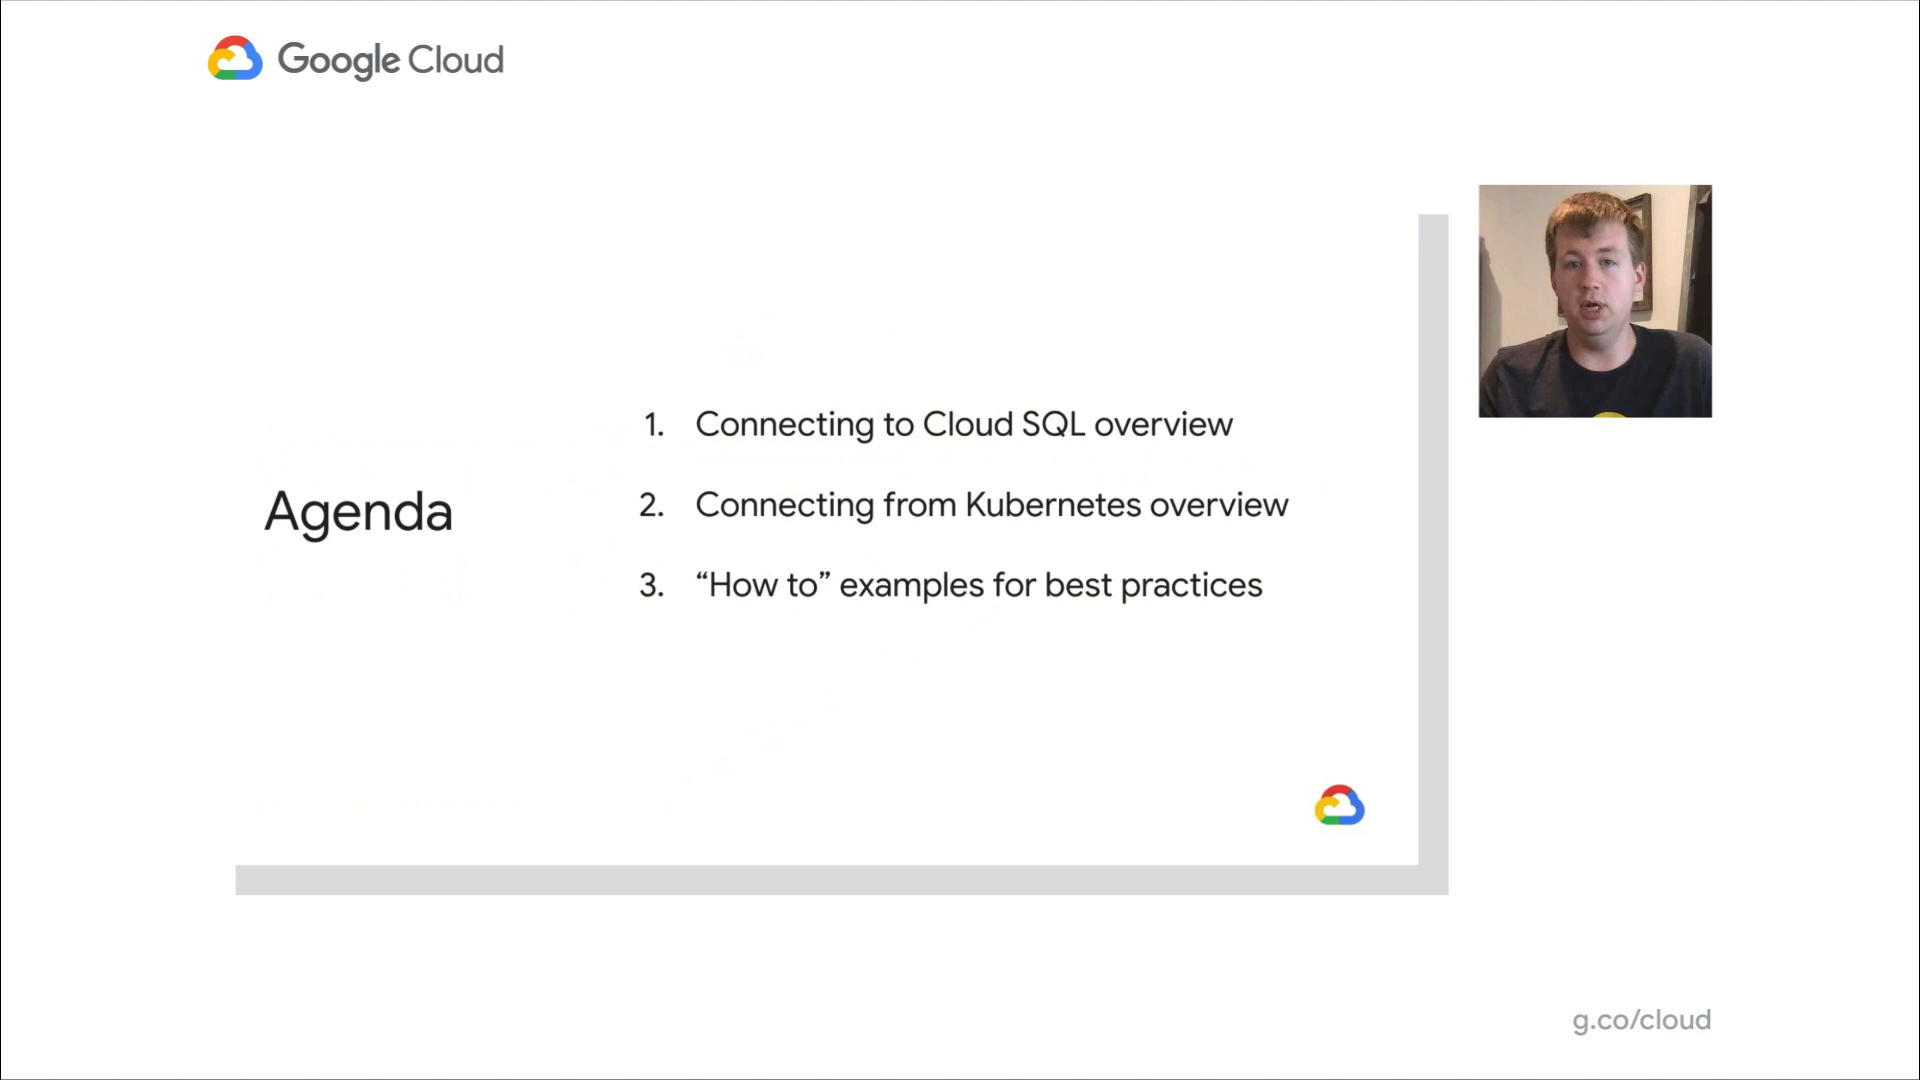 Google Cloud
Agenda
1. Connecting to Cloud SQL overview
2. Connecting from Kubernetes overview
3. “How to” examples for best practices
g.co/cloud